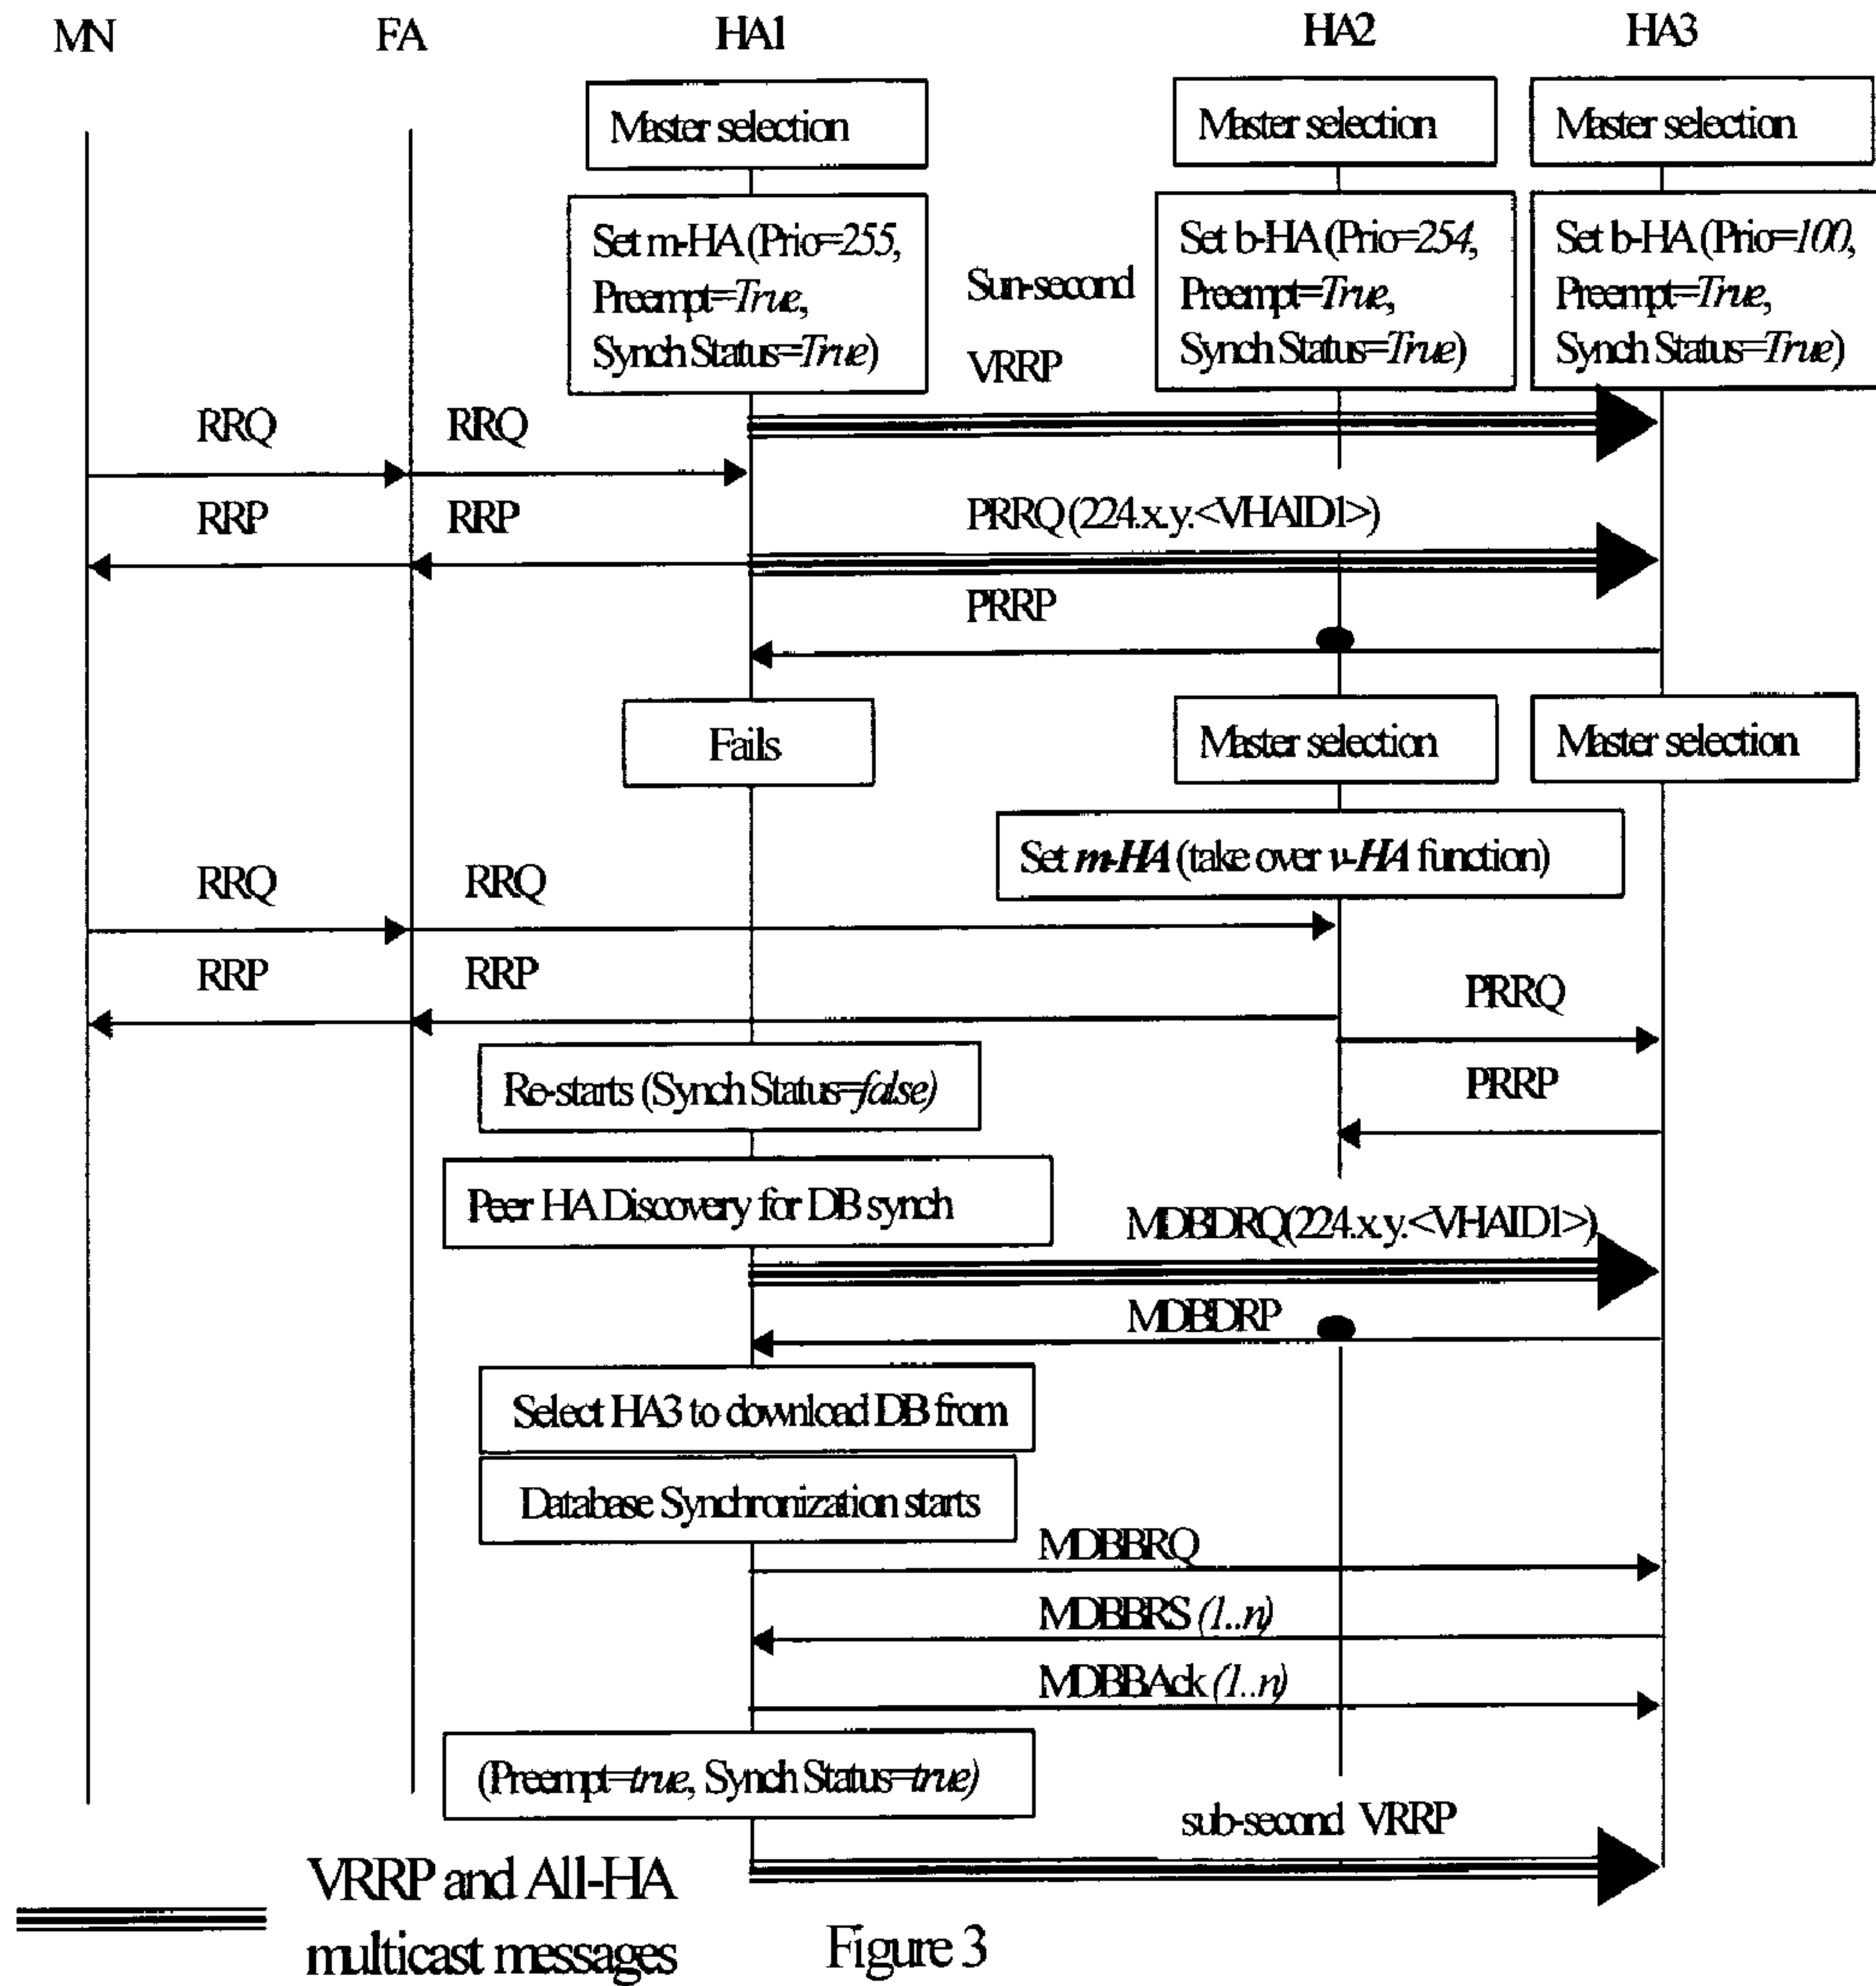 MN FA HA1 HA2 HA3
Master selection Master selection Master selection
Set m-HA (Prio=255,
Preempt=True,
Synch Status=True)
Sun-second
VRRP
Set b-HA (Prio=254,
Preempt=True,
Synch Status=True)
Set b-HA (Prio=100,
Preempt=True,
Synch Status=True)
RRQ RRQ
RRP RRP PRRQ (224.x.y.<VHAID1>)
PRRP
Fails Master selection Master selection
Set m-HA (take over v-HA function)
RRQ RRQ
RRP RRP PRRQ
Re-starts (Synch Status=false) PRRP
Peer HA Discovery for DB synch
MDBDRQ(224.x.y.<VHAID1>)
MDBDRP
Select HA3 to download DB from
Database Synchronization starts
MDBBRQ
MDBBRS (1..n)
MDBBAck (1..n)
(Preempt=true, Synch Status=true)
sub-second VRRP
VRRP and All-HA
multicast messages
Figure 3